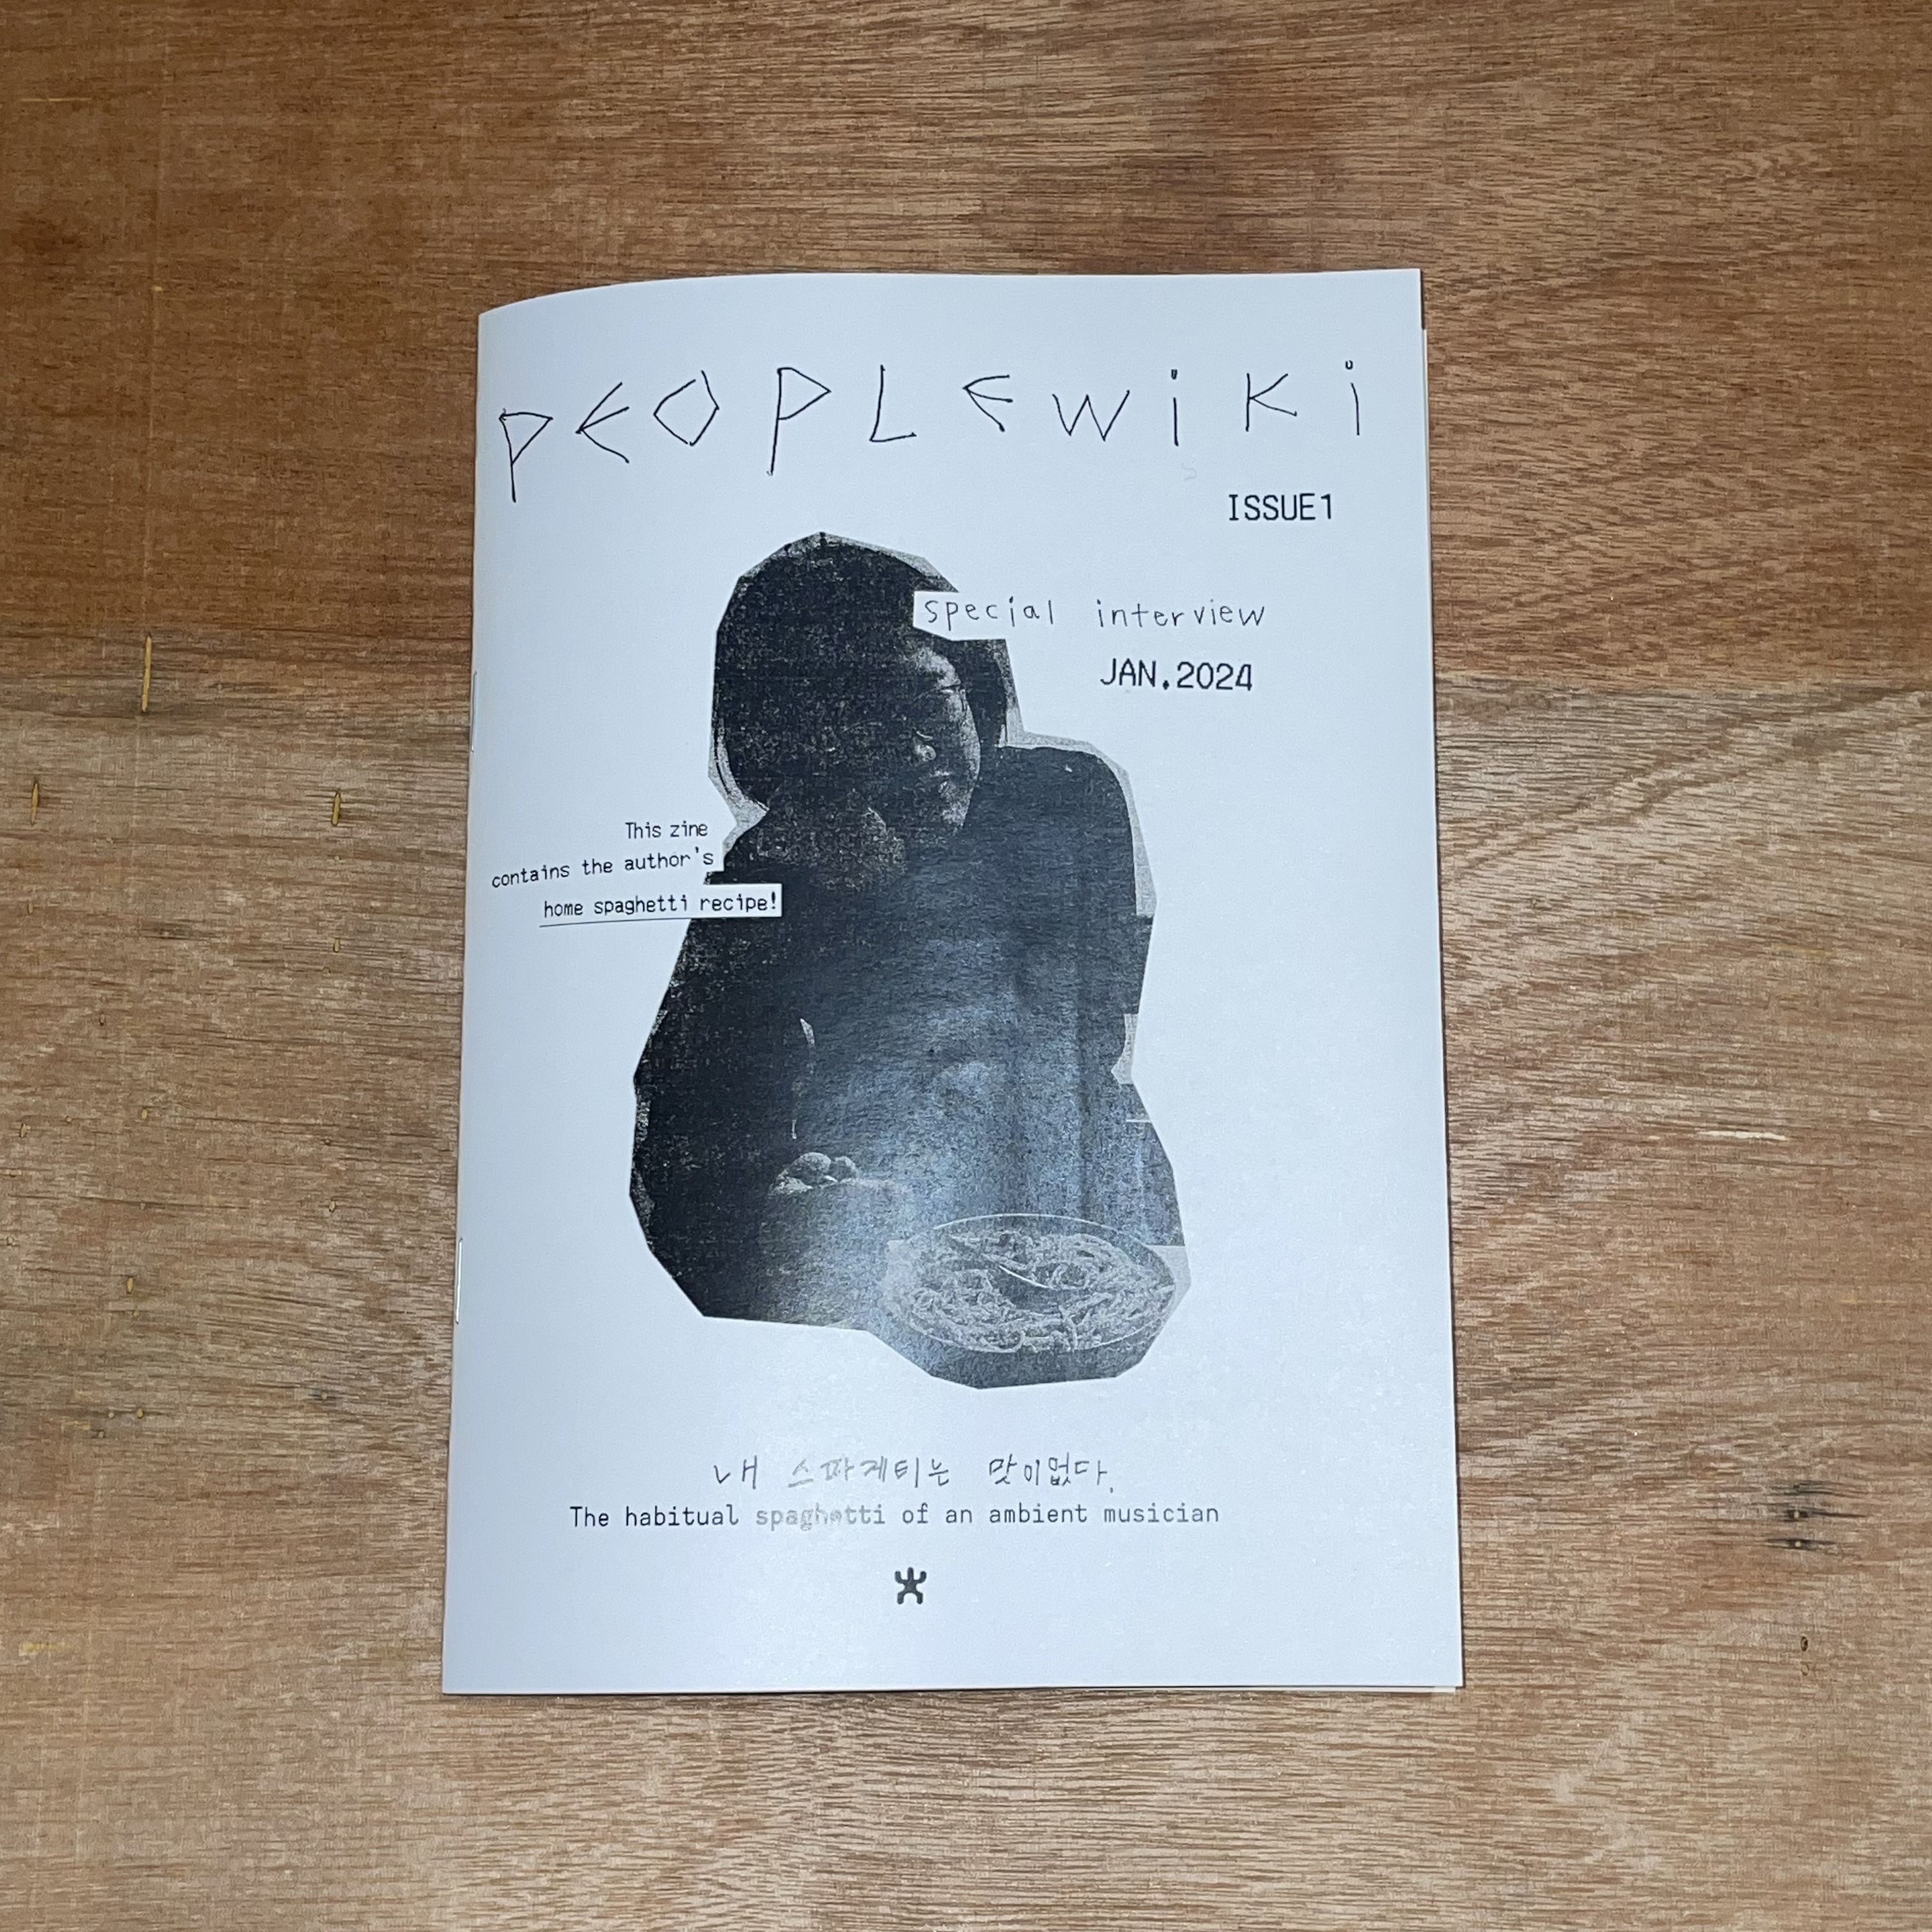 PEOPLEWiKi
ISSUE1
special interview
JAN.2024
This zine
contains the author's
home spaghetti recipe!
내 스파게티는 맛이없다.
The habitual spaghetti of an ambient musician